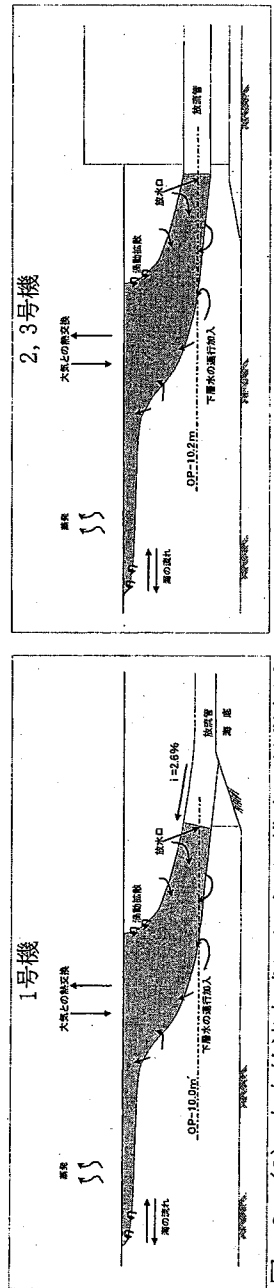 1号機
蒸発
大気との熱交換
渦動拡散
海の流れ
放水口
i=2.6%
放流管
海底
OP-10.0m
下層水の連行加入
2, 3号機
蒸発
大気との熱交換
渦動拡散
海の流れ
放水口
放流管
OP-10.2m
下層水の連行加入